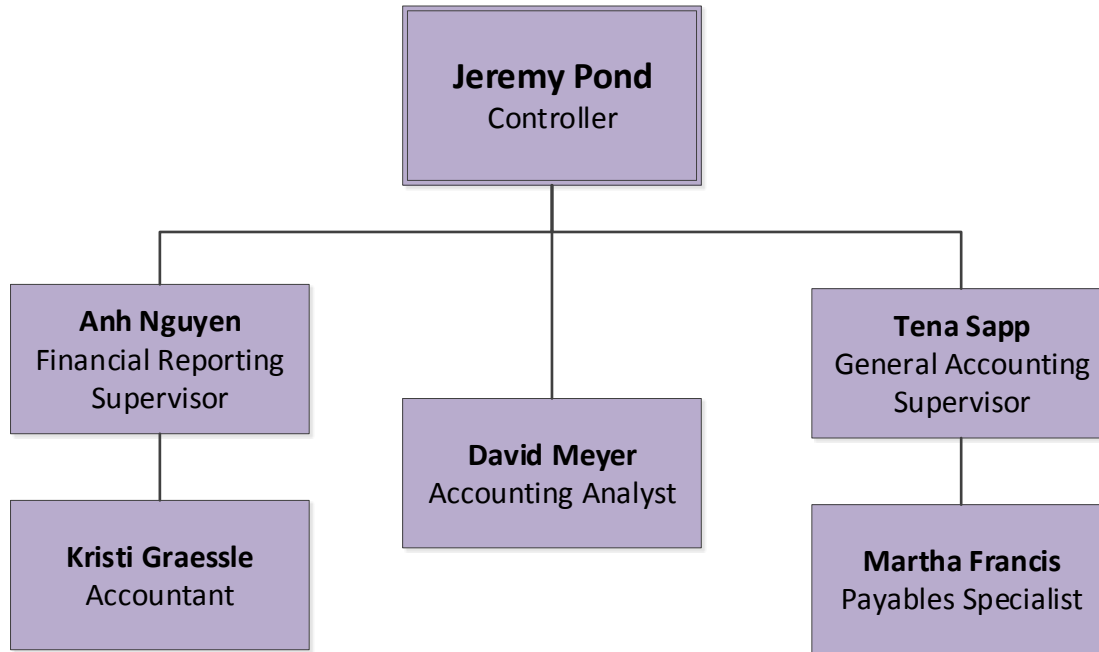 Jeremy Pond
Controller
Anh Nguyen
Financial Reporting
Supervisor
Tena Sapp
General Accounting
Supervisor
David Meyer
Accounting Analyst
Kristi Graessle
Accountant
Martha Francis
Payables Specialist